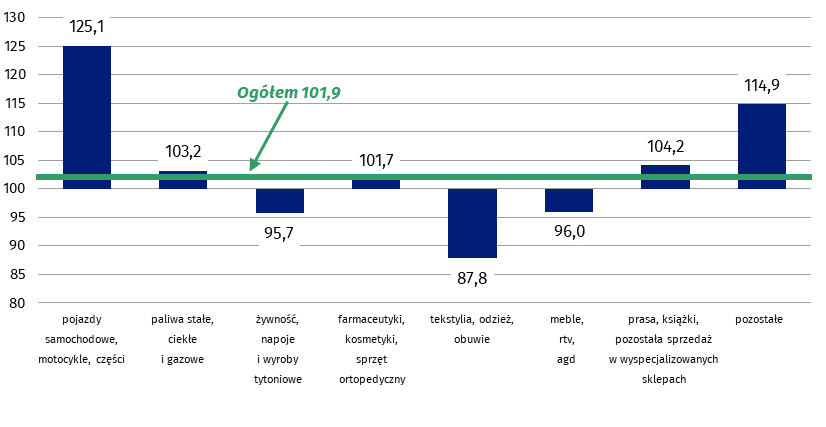 130
125
120
115
110
105
100
95
90
85
80
125,1
103,2
95,7
101,7
87,8
96,0
104,2
114,9
Ogółem 101,9
pojazdy
samochodowe,
motocykle, części
paliwa stałe,
ciekłe
i gazowe
żywność,
napoje
i wyroby
tytoniowe
farmaceutyki,
kosmetyki,
sprzęt
ortopedyczny
tekstylia, odzież,
obuwie
meble,
rtv,
agd
prasa, książki,
pozostała sprzedaż
w wyspecjalizowanych
sklepach
pozostałe